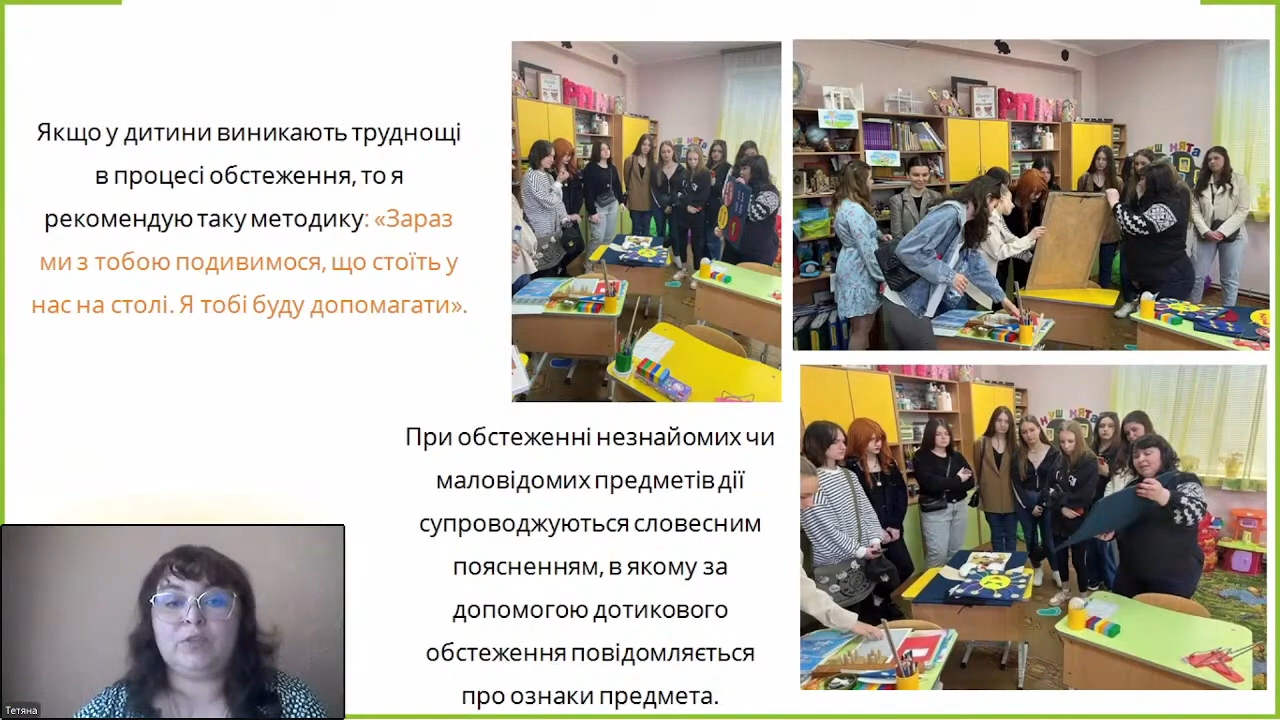 Якщо у дитини виникають труднощі
в процесі обстеження, то я
рекомендую таку методику: «Зараз
ми з тобою подивимося, що стоїть у
нас на столі. Я тобі буду допомагати».
При обстеженні незнайомих чи
маловідомих предметів дії
супроводжуються словесним
поясненням, в якому за
допомогою дотикового
обстеження повідомляється
про ознаки предмета.
Тетяна